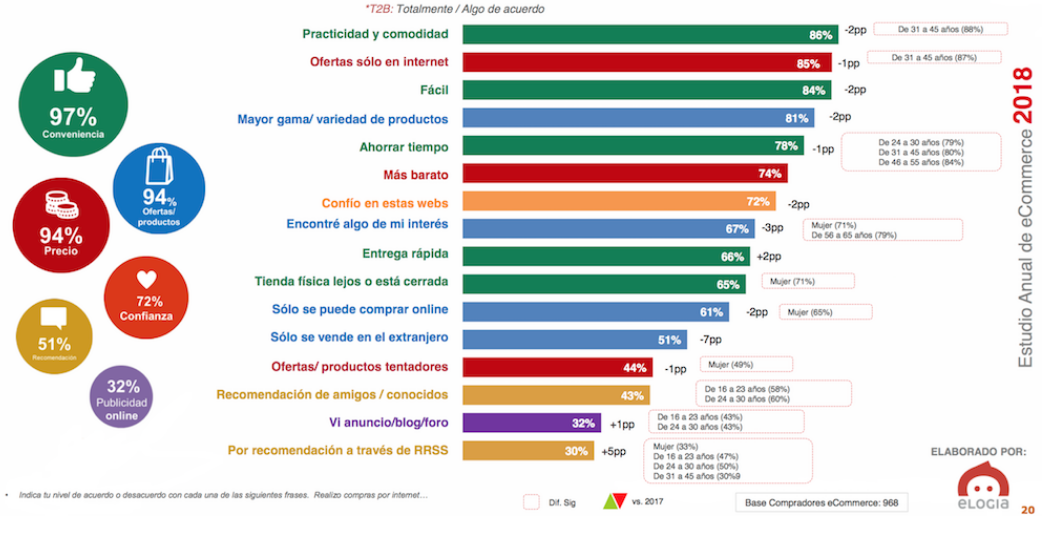 *T2B: Totalmente / Algo de acuerdo
Practicidad y comodidad 86% -2pp De 31 a 45 años (88%)
Ofertas sólo en internet 85% -1pp De 31 a 45 años (87%)
Fácil 84% -2pp
Mayor gama/ variedad de productos 81% -2pp
Ahorrar tiempo 78% -1pp
De 24 a 30 años (79%)
De 31 a 45 años (80%)
De 46 a 55 años (84%)
Más barato 74%
Confío en estas webs 72% -2pp
Encontré algo de mi interés 67% -3pp
Mujer (71%)
De 56 a 65 años (79%)
Entrega rápida 66% +2pp
Tienda física lejos o está cerrada 65% Mujer (71%)
Sólo se puede comprar online 61% -2pp Mujer (65%)
Sólo se vende en el extranjero 51% -7pp
Ofertas/ productos tentadores 44% -1pp Mujer (49%)
Recomendación de amigos / conocidos 43%
De 16 a 23 años (58%)
De 24 a 30 años (60%)
Vi anuncio/blog/foro 32% +1pp
De 16 a 23 años (43%)
De 24 a 30 años (43%)
Por recomendación a través de RRSS 30% +5pp
Mujer (33%)
De 16 a 23 años (47%)
De 24 a 30 años (50%)
De 31 a 45 años (30%9
97%
Conveniencia
94%
Ofertas/
productos
94%
Precio
72%
Confianza
51%
Recomendación
32%
Publicidad
online
Estudio Anual de eCommerce 2018
ELABORADO POR:
eLOGIA
20
• Indica tu nivel de acuerdo o desacuerdo con cada una de las siguientes frases. Realizo compras por internet…
Dif. Sig
vs. 2017
Base Compradores eCommerce: 968